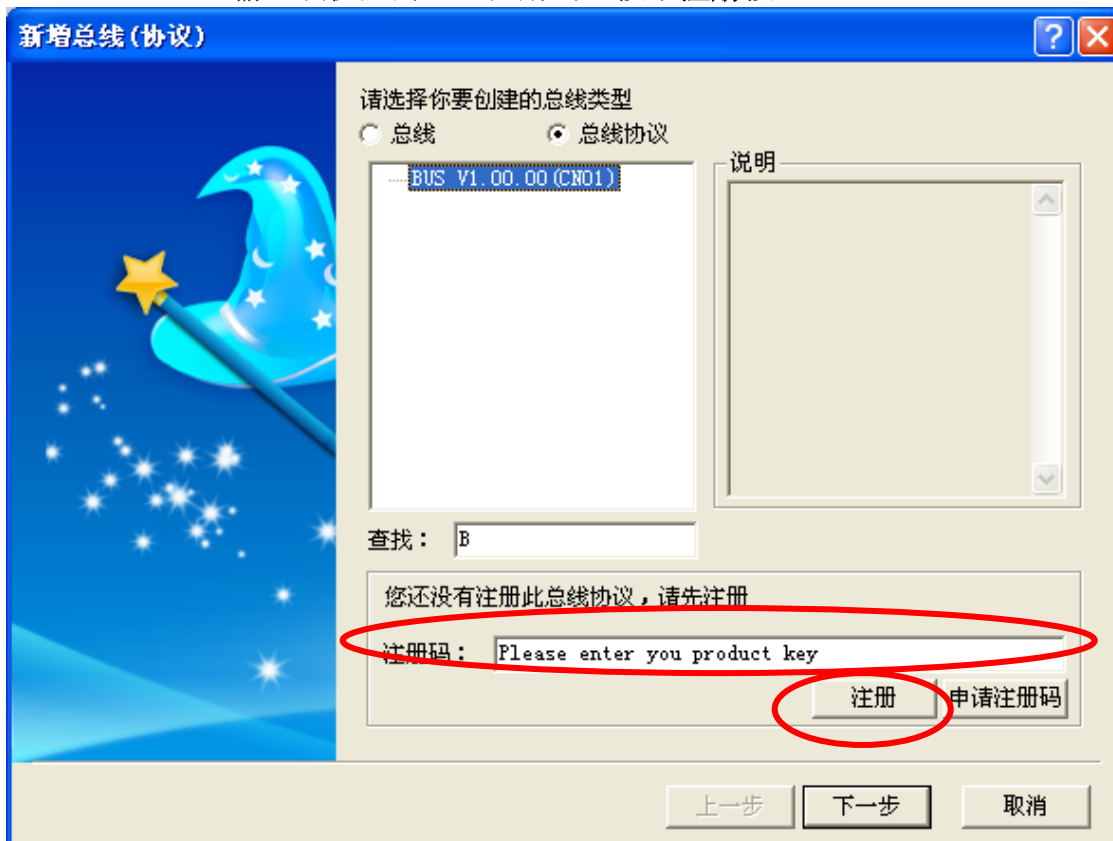 新增总线(协议)
请选择你要创建的总线类型
总线 总线协议
BUS V1.00.00(CN01)
说明
查找： B
您还没有注册此总线协议，请先注册
注册码： Please enter you product key
注册 申请注册码
上一步 下一步 取消